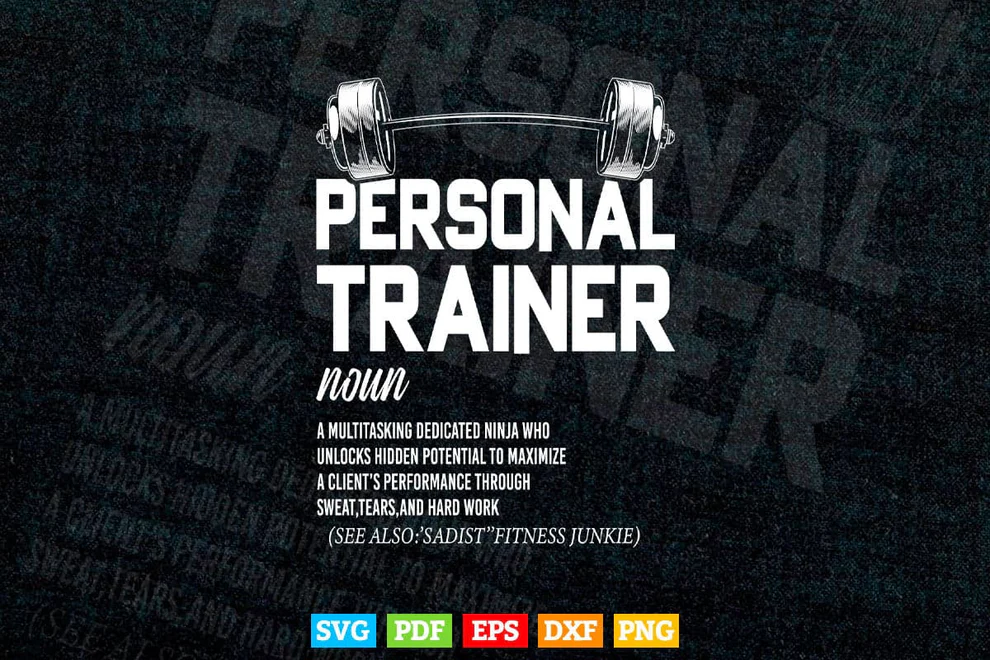 PERSONAL
TRAINER
noun
A MULTITASKING DEDICATED NINJA WHO
UNLOCKS HIDDEN POTENTIAL TO MAXIMIZE
A CLIENT'S PERFORMANCE THROUGH
SWEAT,TEARS,AND HARD WORK
(SEE ALSO:'SADIST''FITNESS JUNKIE)
SVG PDF EPS DXF PNG